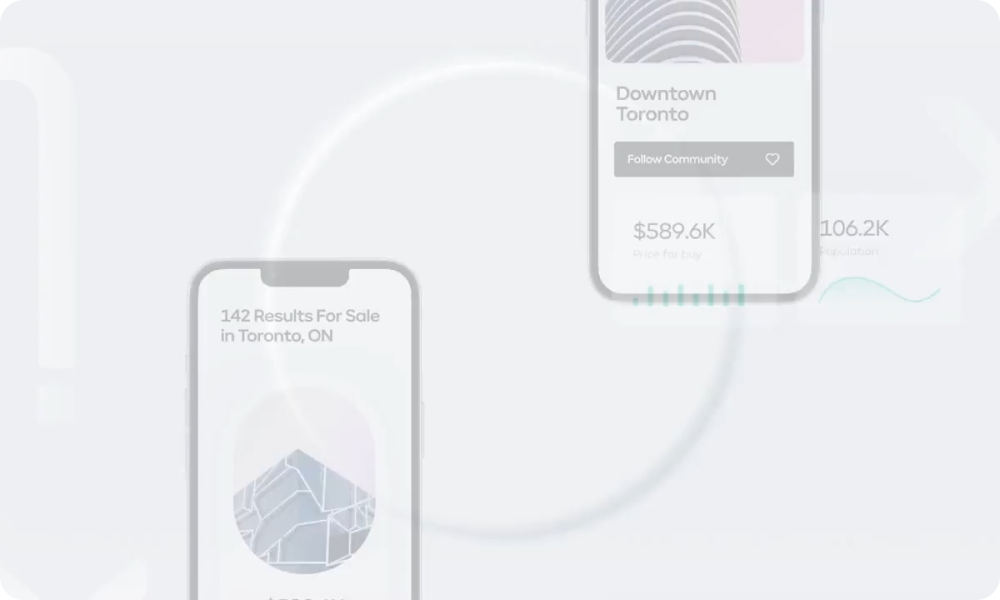 Downtown
Toronto
Follow Community
$589.6K
Price for buy
106.2K
Population
142 Results For Sale
in Toronto, ON